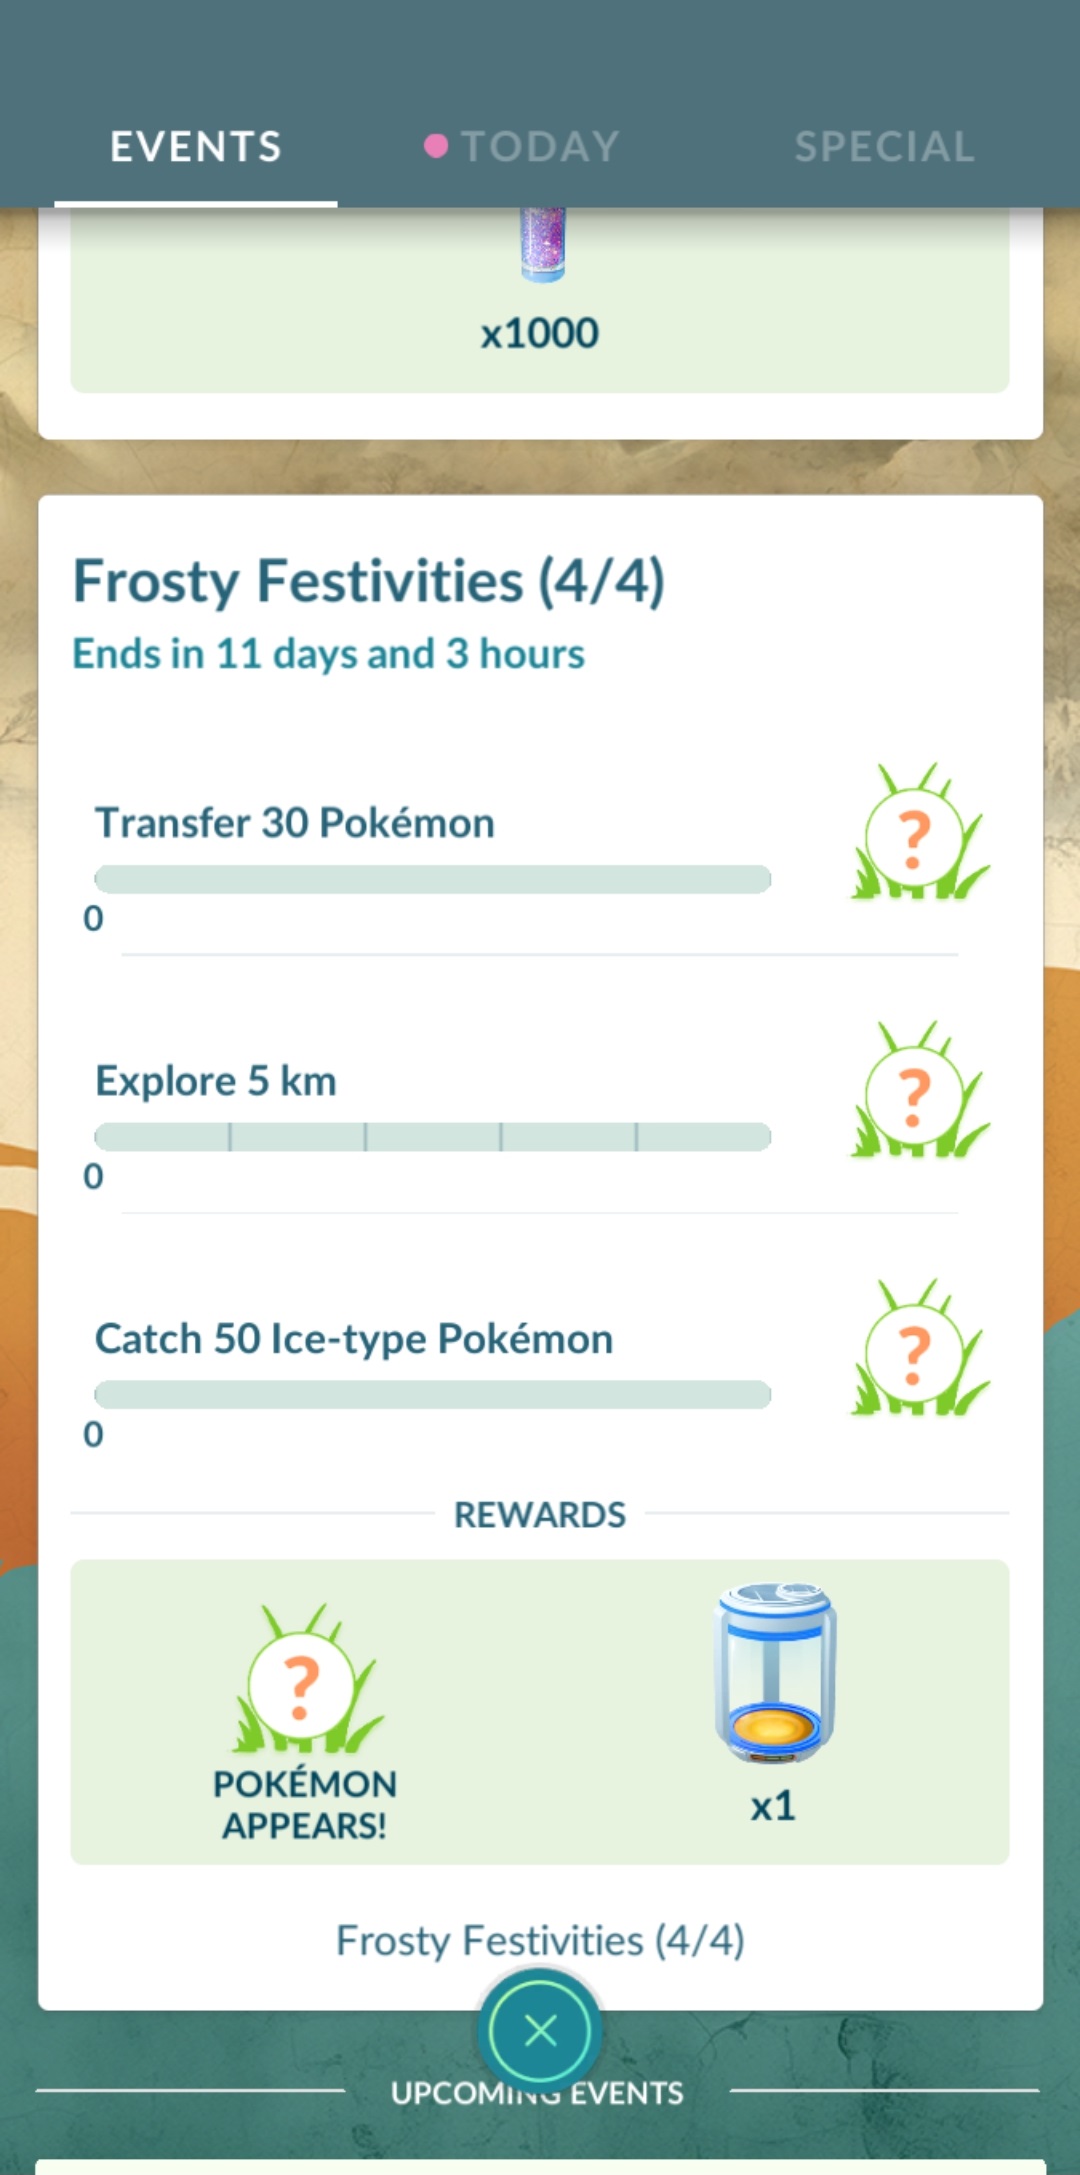 EVENTS
TODAY
SPECIAL
x1000
Frosty Festivities (4/4)
Ends in 11 days and 3 hours
Transfer 30 Pokémon
?
0
Explore 5 km
?
0
Catch 50 Ice-type Pokémon
?
0
REWARDS
?
POKÉMON
APPEARS!
x1
Frosty Festivities (4/4)
UPCOMING EVENTS